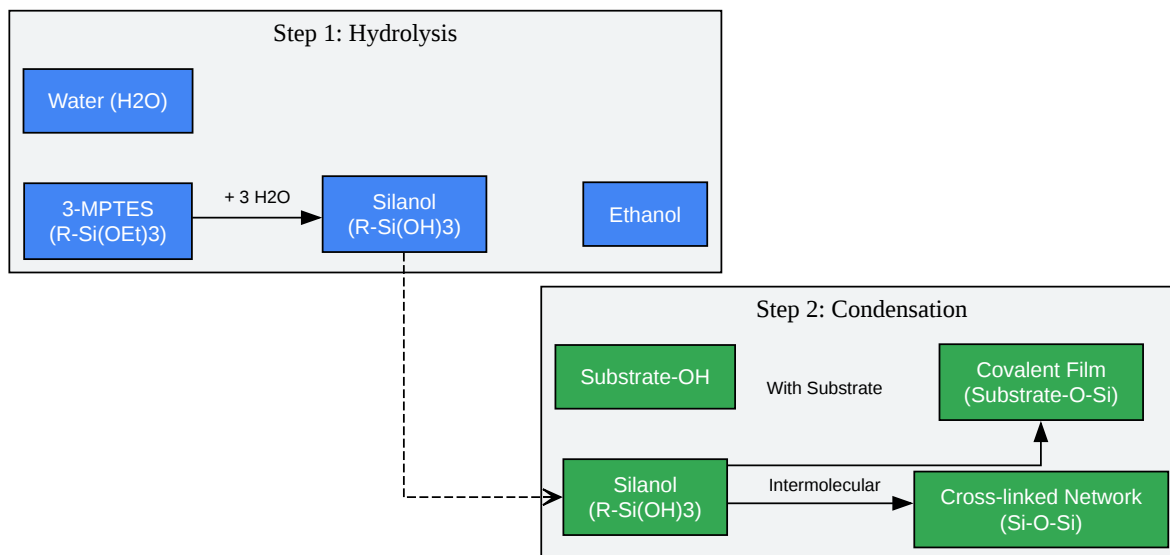 Step 1: Hydrolysis
Water (H2O)
3-MPTES
(R-Si(OEt)3)
+ 3 H2O
Silanol
(R-Si(OH)3)
Ethanol
Step 2: Condensation
Substrate-OH
With Substrate
Covalent Film
(Substrate-O-Si)
Silanol
(R-Si(OH)3)
Intermolecular
Cross-linked Network
(Si-O-Si)